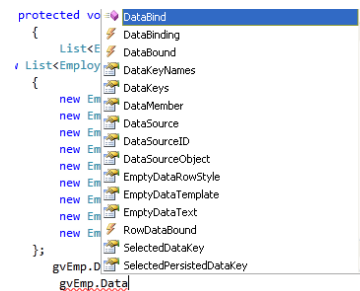 protected vo
{
List<E
List<Employ
{
new Em
new Em
new Em
new Em
new Em
new Em
new Em
new Em
new Em
};
gvEmp.D
gvEmp.Data
DataBind
DataBinding
DataBound
DataKeyNames
DataKeys
DataMember
DataSource
DataSourceID
DataSourceObject
EmptyDataRowStyle
EmptyDataTemplate
EmptyDataText
RowDataBound
SelectedDataKey
SelectedPersistedDataKey